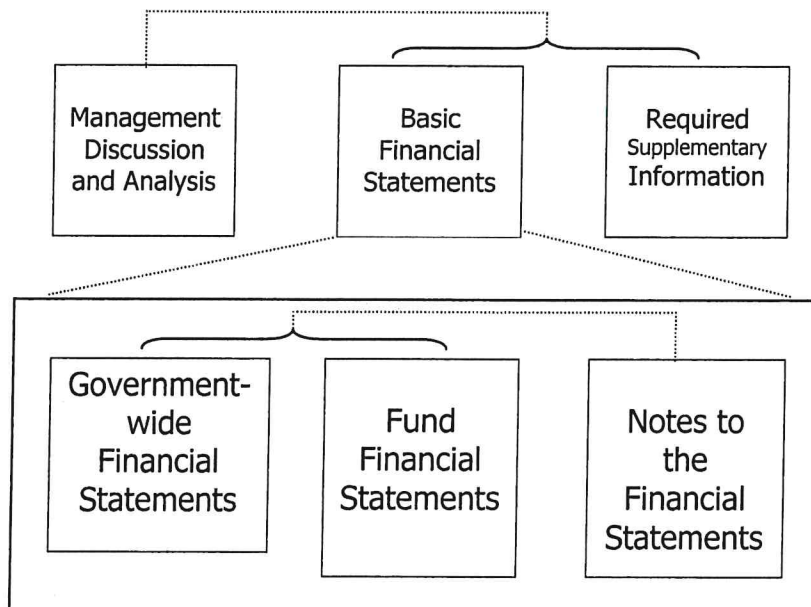 Management
Discussion
and Analysis
Basic
Financial
Statements
Required
Supplementary
Information
Government-
wide
Financial
Statements
Fund
Financial
Statements
Notes to
the
Financial
Statements